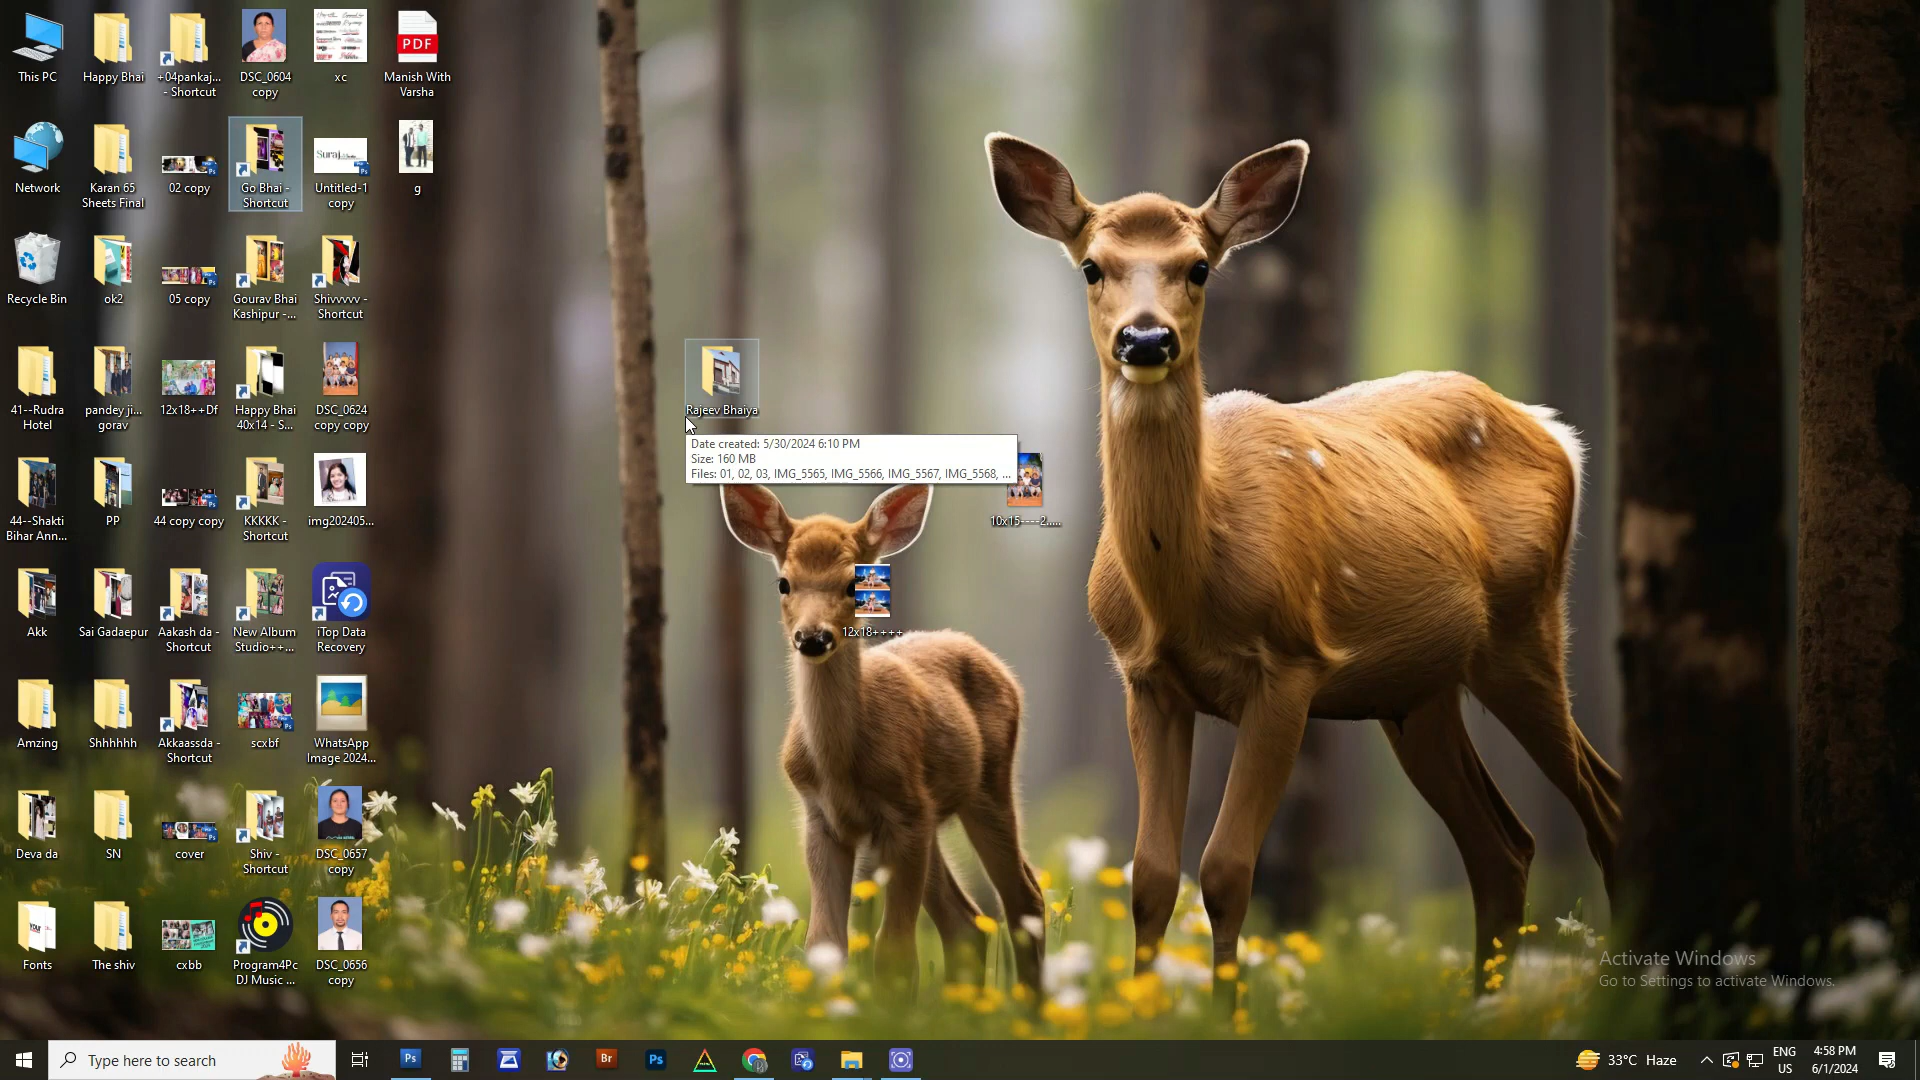 This PC
Happy Bhai
+04pankaj...
- Shortcut
DSC_0604
copy
xc
PDF
Manish With
Varsha
Network
Karan 65
Sheets Final
02 copy
Go Bhai -
Shortcut
Suraj
Untitled-1
copy
g
Recycle Bin
ok2
05 copy
Gourav Bhai
Kashipur -...
Shivvvvv -
Shortcut
41--Rudra
Hotel
pandey ji...
gorav
12x18++Df
Happy Bhai
40x14 - S...
DSC_0624
copy copy
Rajeev Bhaiya
Date created: 5/30/2024 6:10 PM
Size: 160 MB
Files: 01, 02, 03, IMG_5565, IMG_5566, IMG_5567, IMG_5568, ...
44--Shakti
Bihar Ann...
PP
44 copy copy
KKKKK -
Shortcut
img202405...
10x15----2....
Akk
Sai Gadaepur
Aakash da -
Shortcut
New Album
Studio++...
iTop Data
Recovery
12x18++++
Amzing
Shhhhhh
Akkaassda -
Shortcut
scxbf
WhatsApp
Image 2024...
Deva da
SN
cover
Shiv -
Shortcut
DSC_0657
copy
Fonts
The shiv
cxbb
Program4Pc
DJ Music ...
DSC_0656
copy
Activate Windows
Go to Settings to activate Windows.
Type here to search
Ps
Br
Ps
33°C Haze
ENG
US
4:58 PM
6/1/2024